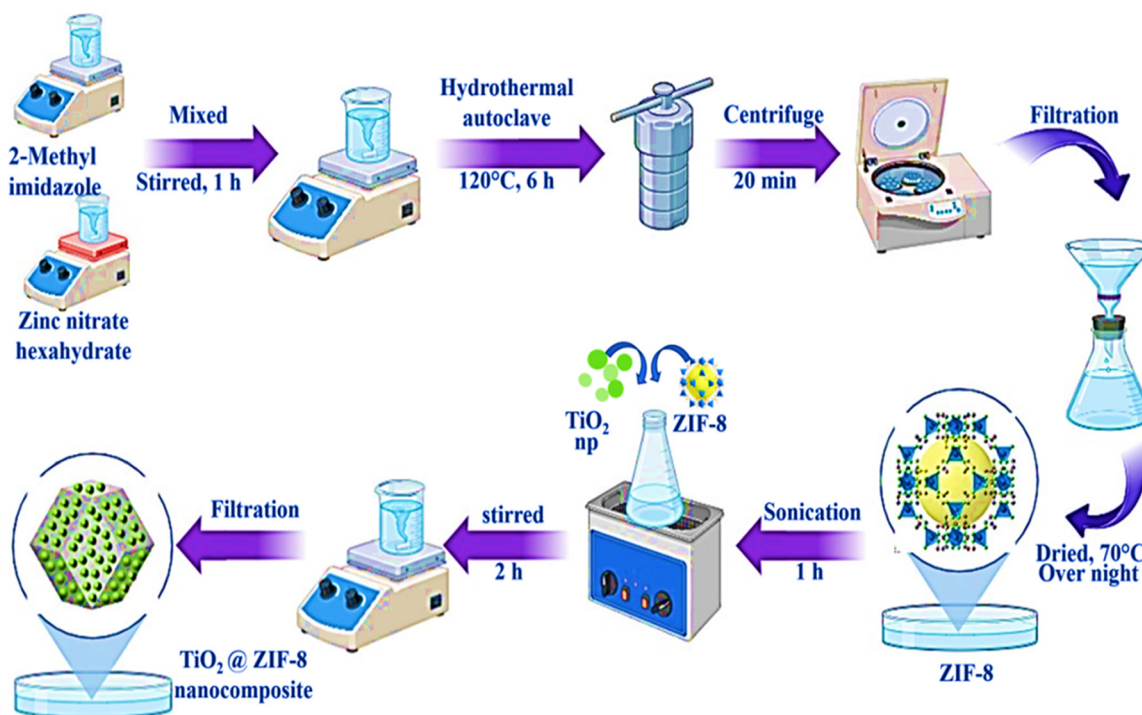 2-Methyl
imidazole
Zinc nitrate
hexahydrate
Mixed
Stirred, 1 h
Hydrothermal
autoclave
120°C, 6 h
Centrifuge
20 min
Filtration
Dried, 70°C
Over night
ZIF-8
Sonication
1 h
TiO₂
np
ZIF-8
stirred
2 h
Filtration
TiO₂ @ ZIF-8
nanocomposite